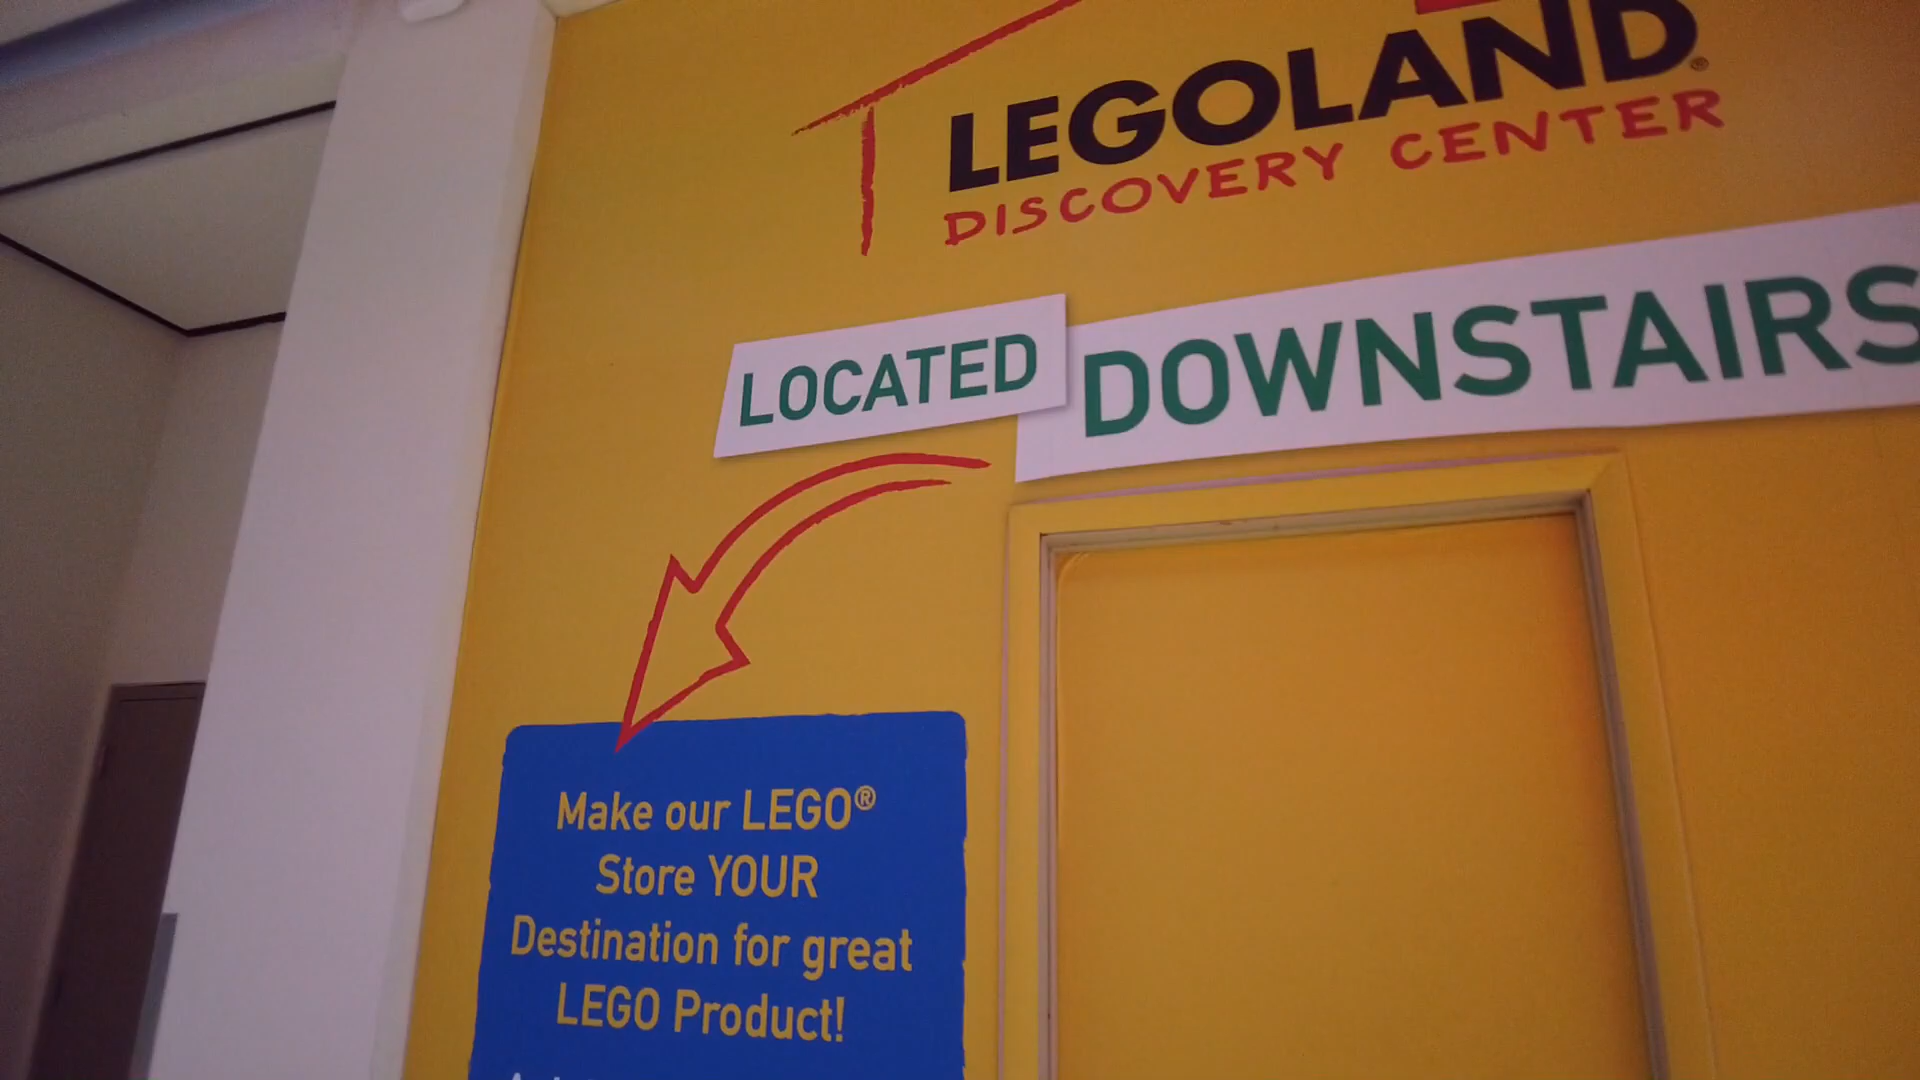 LEGOLAND®
DISCOVERY CENTER
LOCATED DOWNSTAIRS
Make our LEGO®
Store YOUR
Destination for great
LEGO Product!